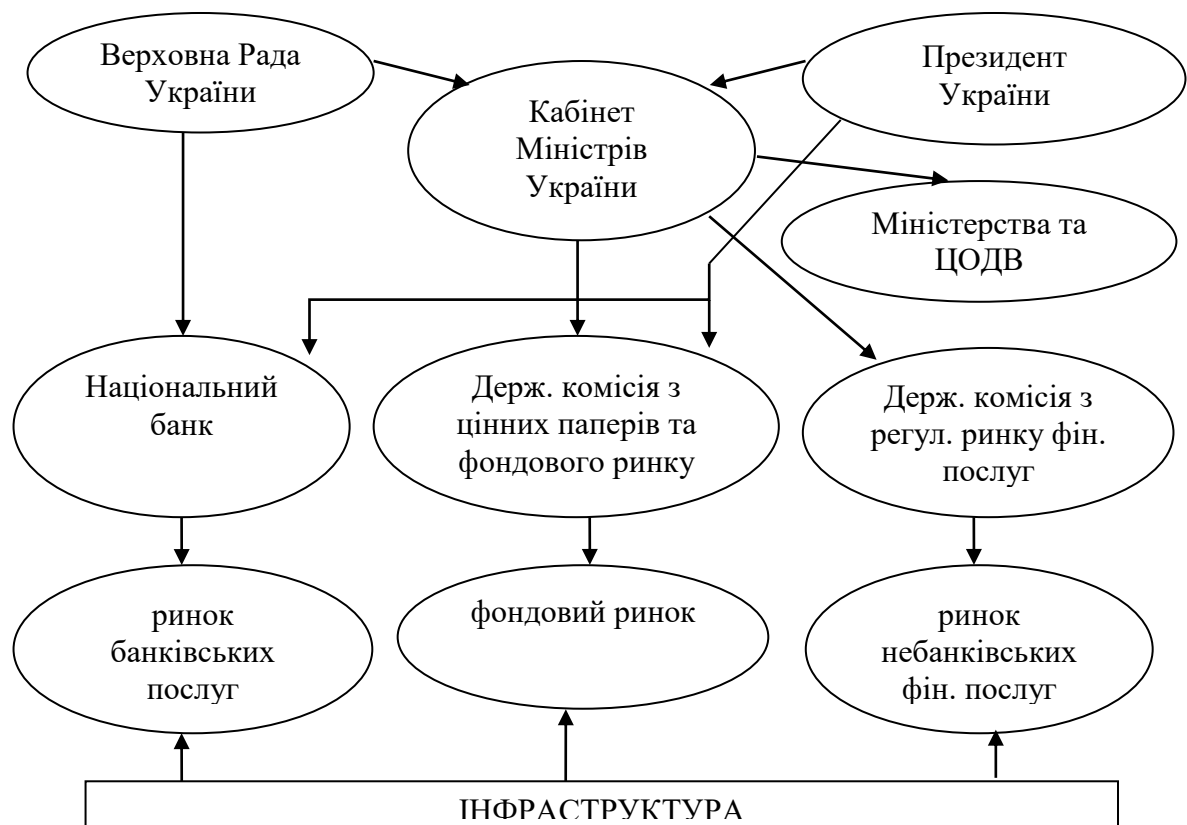 Верховна Рада
України
Президент
України
Кабінет
Міністрів
України
Міністерства та
ЦОДВ
Національний
банк
Держ. комісія з
цінних паперів та
фондового ринку
Держ. комісія з
регул. ринку фін.
послуг
ринок
банківських
послуг
фондовий ринок
ринок
небанківських
фін. послуг
ІНФРАСТРУКТУРА